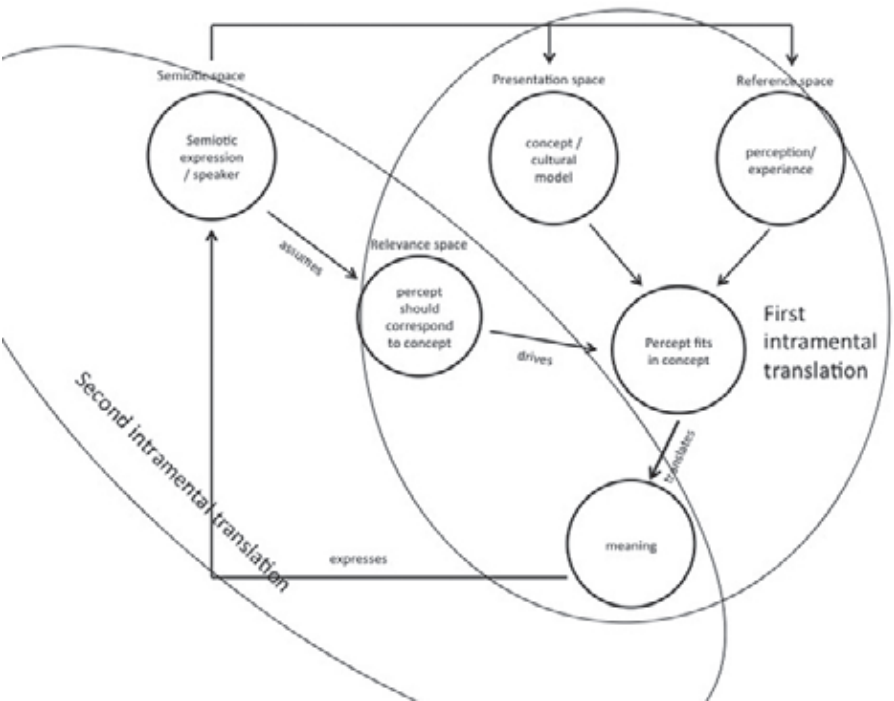 Semiotic space
Presentation space
Reference space
Semiotic
expression
/ speaker
concept /
cultural
model
perception/
experience
assumes
Relevance space
percept
should
correspond
to concept
drives
Percept fits
in concept
First
intramental
translation
translates
Second intramental translation
meaning
expresses